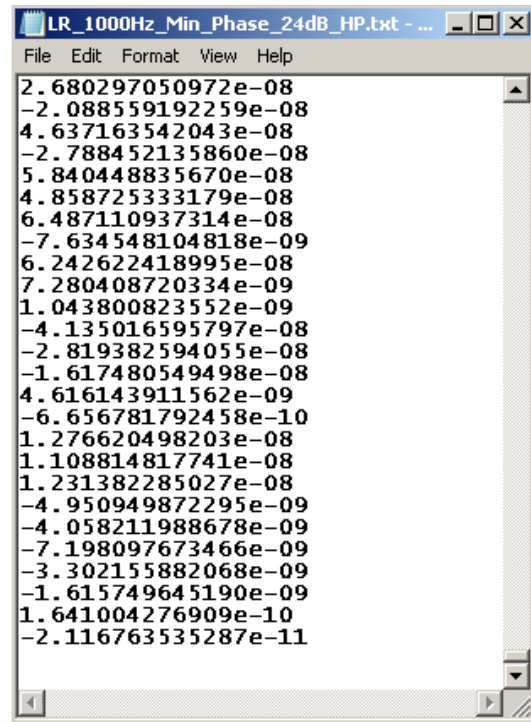 LR_1000Hz_Min_Phase_24dB_HP.txt - ...
File Edit Format View Help
2.680297050972e-08
-2.088559192259e-08
4.637163542043e-08
-2.788452135860e-08
5.840448835670e-08
4.858725333179e-08
6.487110937314e-08
-7.634548104818e-09
6.242622418995e-08
7.280408720334e-09
1.043800823552e-09
-4.135016595797e-08
-2.819382594055e-08
-1.617480549498e-08
4.616143911562e-09
-6.656781792458e-10
1.276620498203e-08
1.108814817741e-08
1.231382285027e-08
-4.950949872295e-09
-4.058211988678e-09
-7.198097673466e-09
-3.302155882068e-09
-1.615749645190e-09
1.641004276909e-10
-2.116763535287e-11